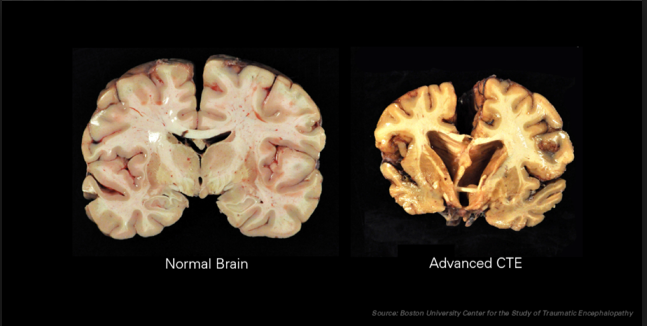 Normal Brain
Advanced CTE
Source: Boston University Center for the Study of Traumatic Encephalopathy